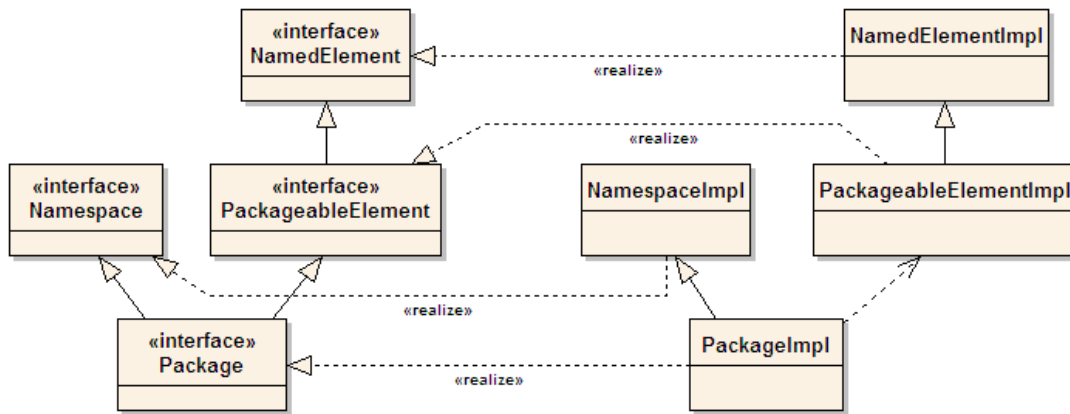 «interface»
NamedElement
NamedElementImpl
«realize»
«realize»
«interface»
Namespace
«interface»
PackageableElement
NamespaceImpl
PackageableElementImpl
«realize»
«interface»
Package
PackageImpl
«realize»